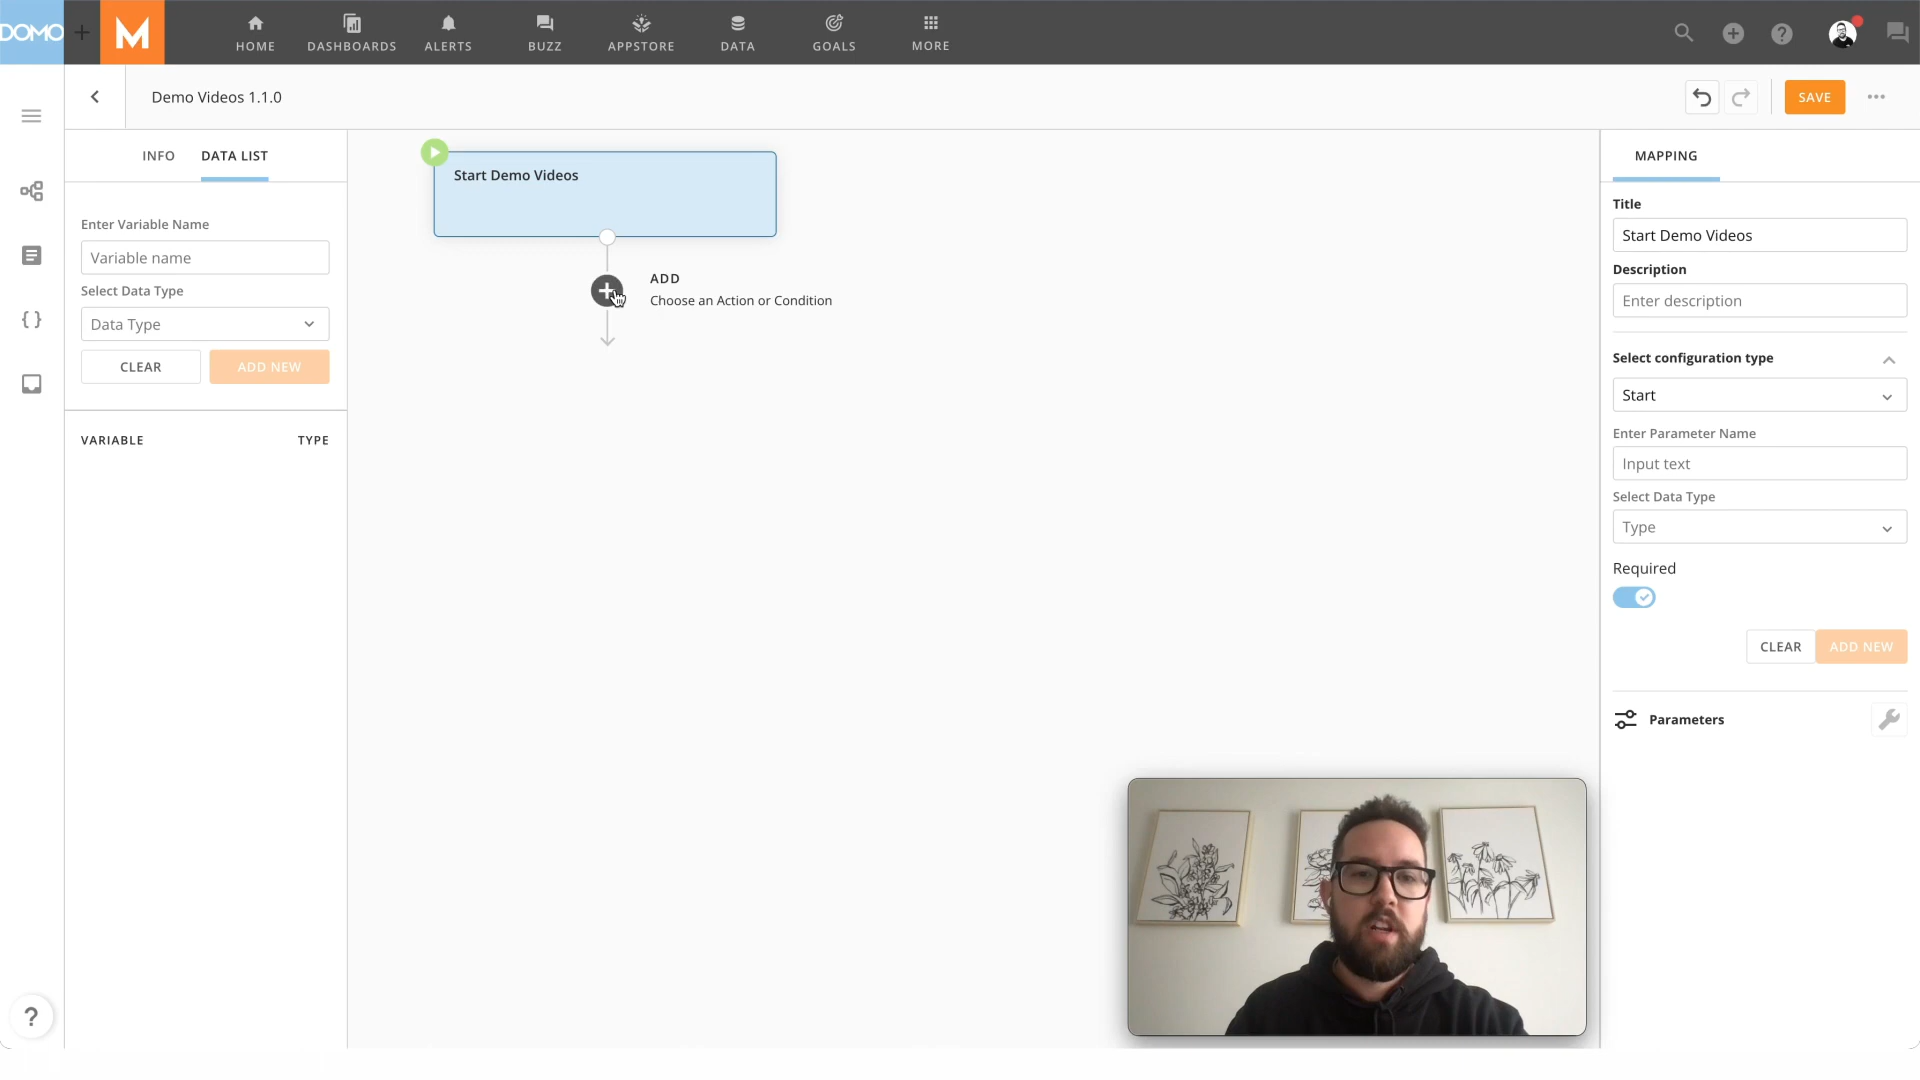 DOMO
M
HOME
DASHBOARDS
ALERTS
BUZZ
APPSTORE
DATA
GOALS
MORE
Demo Videos 1.1.0
SAVE
INFO
DATA LIST
Enter Variable Name
Variable name
Select Data Type
Data Type
CLEAR
ADD NEW
VARIABLE
TYPE
Start Demo Videos
ADD
Choose an Action or Condition
MAPPING
Title
Start Demo Videos
Description
Enter description
Select configuration type
Start
Enter Parameter Name
Input text
Select Data Type
Type
Required
CLEAR
ADD NEW
Parameters
?